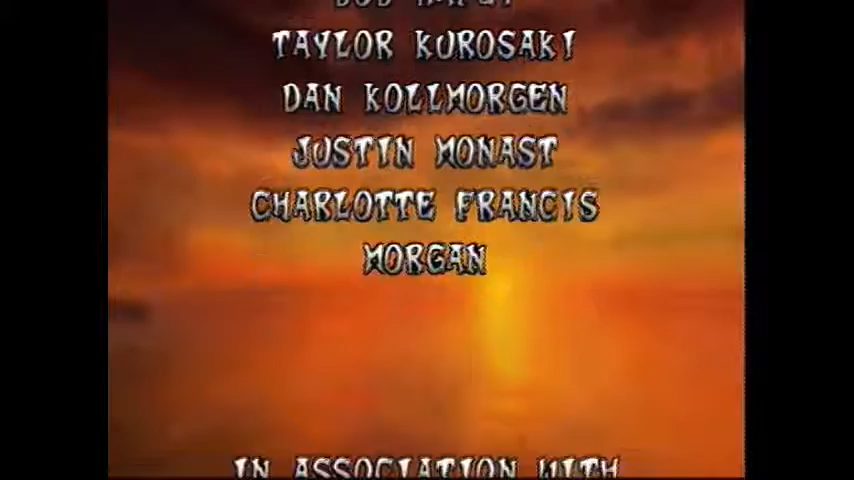 TAYLOR KUROSAKI
DAN KOLLMORGEN
JUSTIN MONAST
CHARLOTTE FRANCIS
MORGAN
IN ASSOCIATION WITH